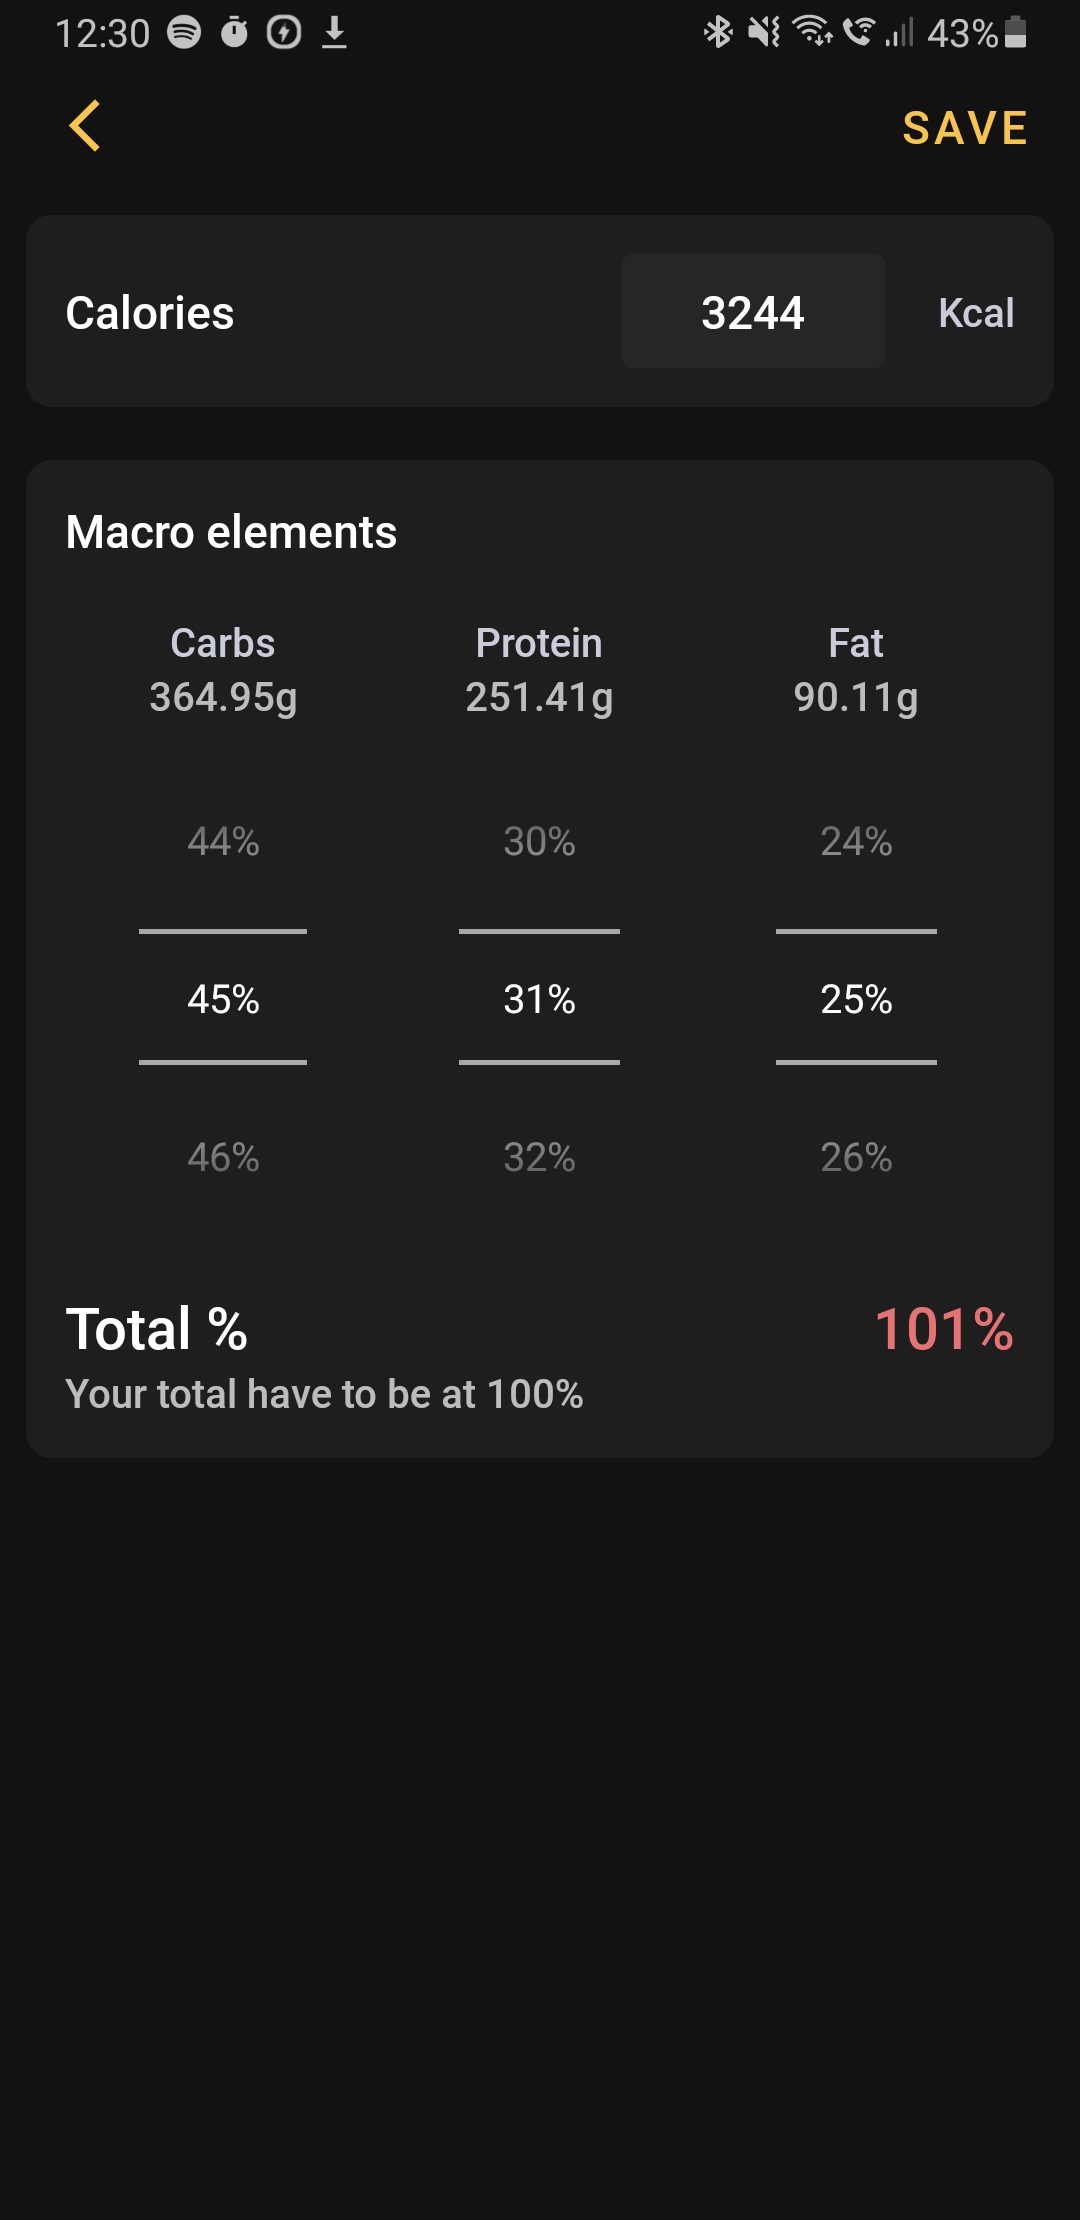 12:30
43%
SAVE
Calories 3244 Kcal
Macro elements
Carbs Protein Fat
364.95g 251.41g 90.11g
44% 30% 24%
45% 31% 25%
46% 32% 26%
Total % 101%
Your total have to be at 100%